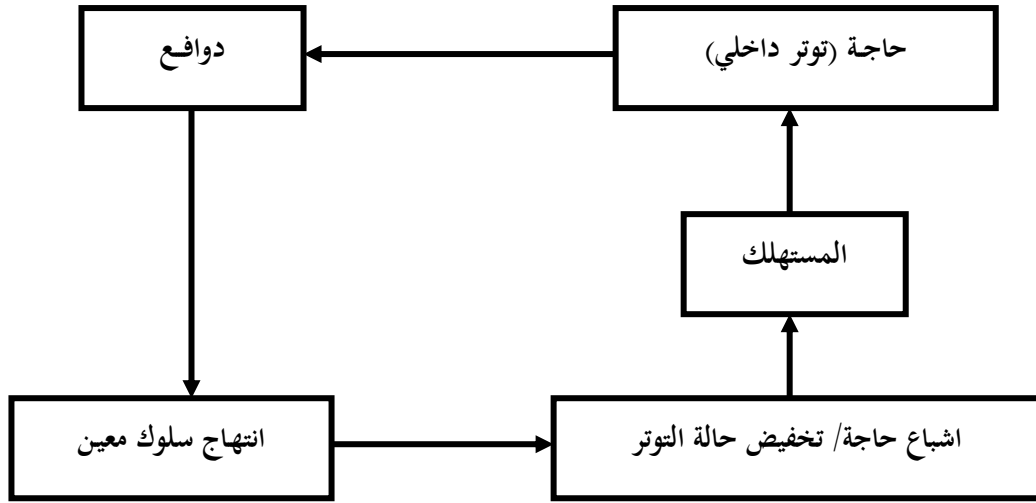 حاجة (توتر داخلي)
دوافع
المستهلك
اشباع حاجة/ تخفيض حالة التوتر
انتهاج سلوك معين